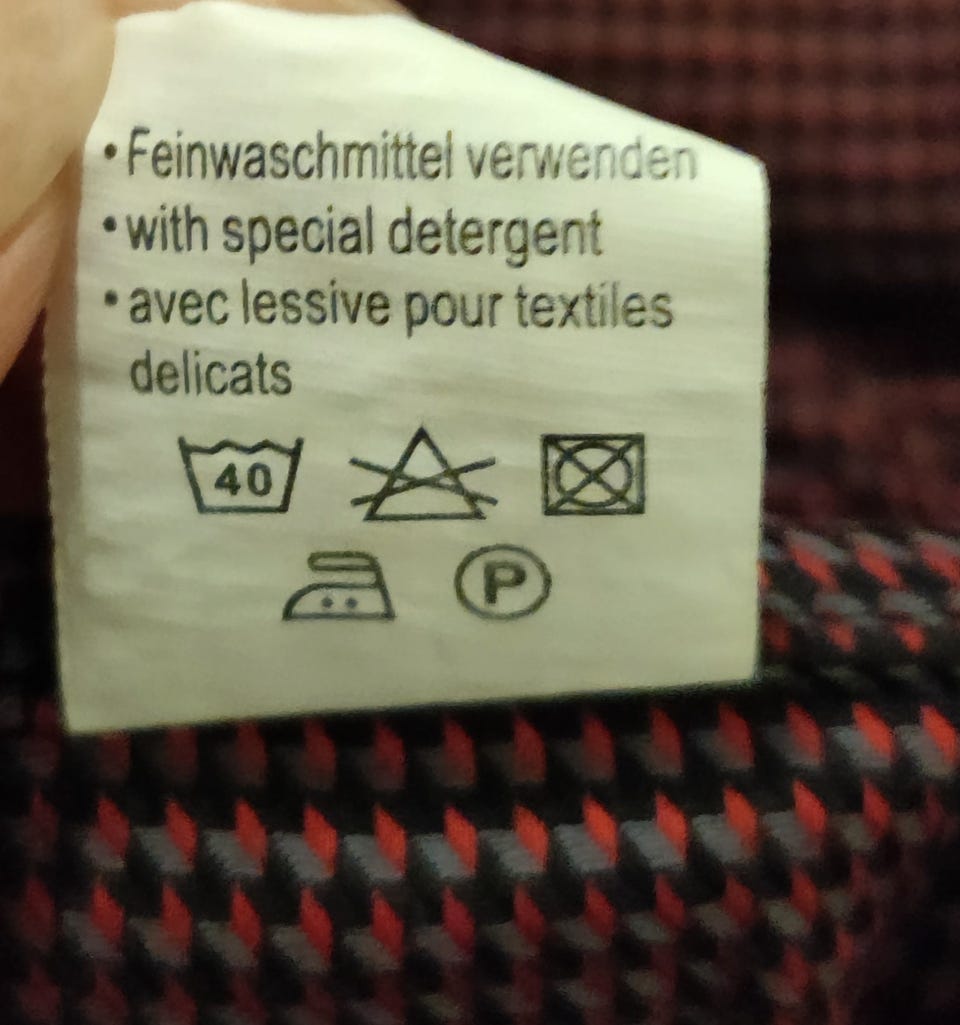 • Feinwaschmittel verwenden
• with special detergent
• avec lessive pour textiles
delicats
40
P